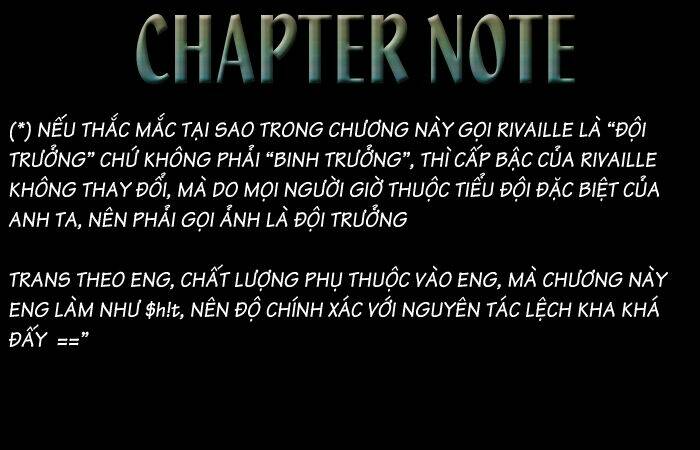 CHAPTER NOTE
(*) NẾU THẮC MẮC TẠI SAO TRONG CHƯƠNG NÀY GỌI RIVAILLE LÀ “ĐỘI
TRƯỞNG” CHỨ KHÔNG PHẢI “BINH TRƯỞNG”, THÌ CẤP BẬC CỦA RIVAILLE
KHÔNG THAY ĐỔI, MÀ DO MỌI NGƯỜI GIỜ THUỘC TIỂU ĐỘI ĐẶC BIỆT CỦA
ANH TA, NÊN PHẢI GỌI ẢNH LÀ ĐỘI TRƯỞNG
TRANS THEO ENG, CHẤT LƯỢNG PHỤ THUỘC VÀO ENG, MÀ CHƯƠNG NÀY
ENG LÀM NHƯ $h!t, NÊN ĐỘ CHÍNH XÁC VỚI NGUYÊN TÁC LỆCH KHA KHÁ
ĐẤY ==”